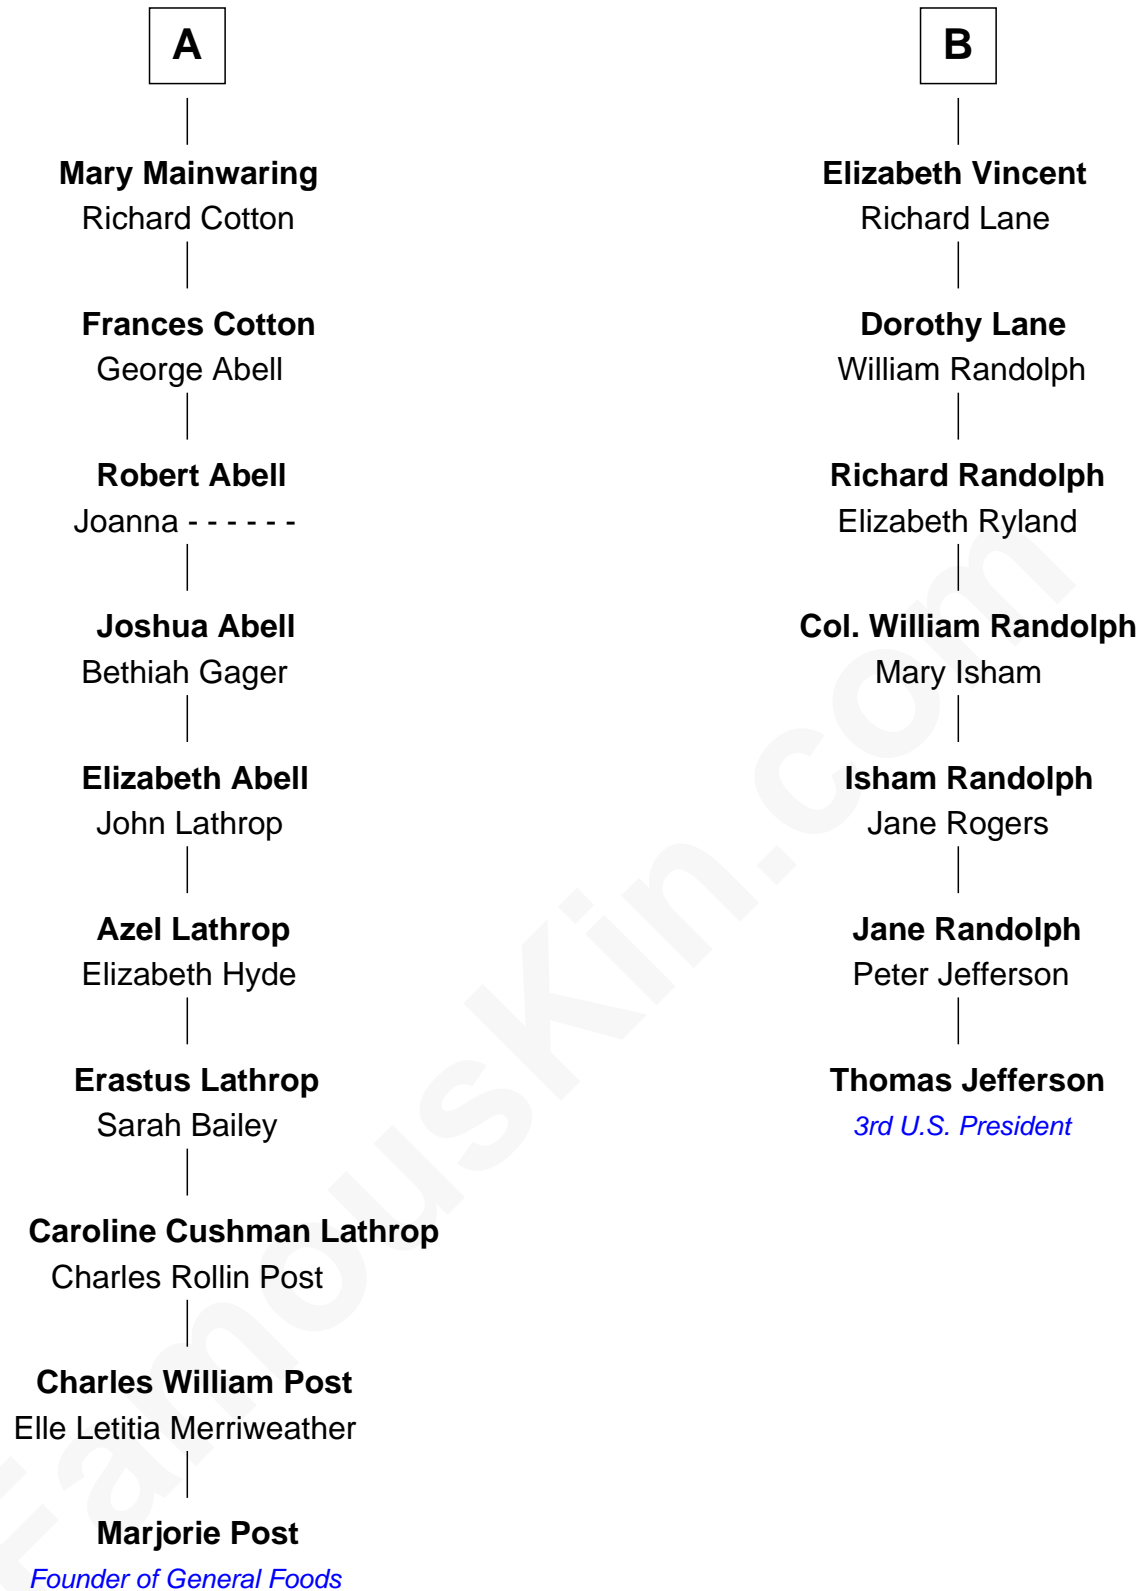 A
Mary Mainwaring
Richard Cotton
Frances Cotton
George Abell
Robert Abell
Joanna - - - - - -
Joshua Abell
Bethiah Gager
Elizabeth Abell
John Lathrop
Azel Lathrop
Elizabeth Hyde
Erastus Lathrop
Sarah Bailey
Caroline Cushman Lathrop
Charles Rollin Post
Charles William Post
Elle Letitia Merriweather
Marjorie Post
Founder of General Foods
B
Elizabeth Vincent
Richard Lane
Dorothy Lane
William Randolph
Richard Randolph
Elizabeth Ryland
Col. William Randolph
Mary Isham
Isham Randolph
Jane Rogers
Jane Randolph
Peter Jefferson
Thomas Jefferson
3rd U.S. President
FamousKin.com